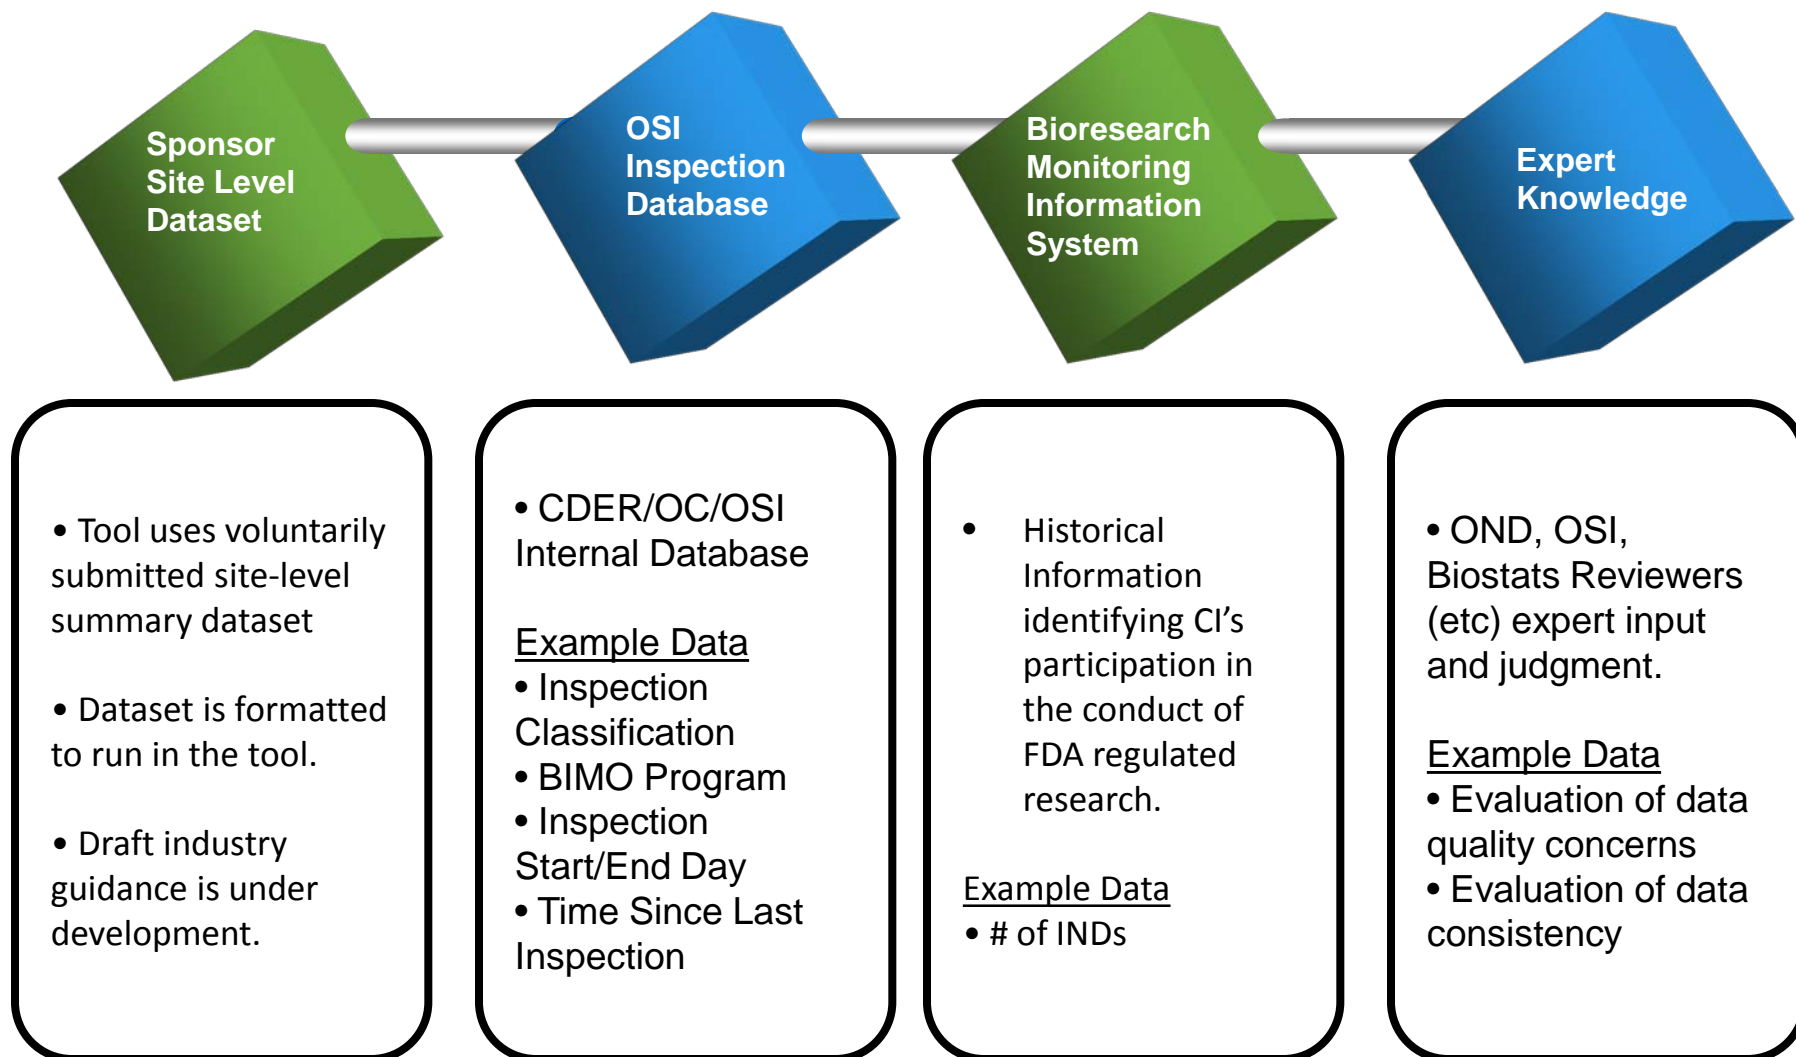 Sponsor
Site Level
Dataset
OSI
Inspection
Database
Bioresearch
Monitoring
Information
System
Expert
Knowledge
• Tool uses voluntarily
submitted site-level
summary dataset
• Dataset is formatted
to run in the tool.
• Draft industry
guidance is under
development.
• CDER/OC/OSI
Internal Database
Example Data
• Inspection
Classification
• BIMO Program
• Inspection
Start/End Day
• Time Since Last
Inspection
• Historical
Information
identifying CI’s
participation in
the conduct of
FDA regulated
research.
Example Data
• # of INDs
• OND, OSI,
Biostats Reviewers
(etc) expert input
and judgment.
Example Data
• Evaluation of data
quality concerns
• Evaluation of data
consistency